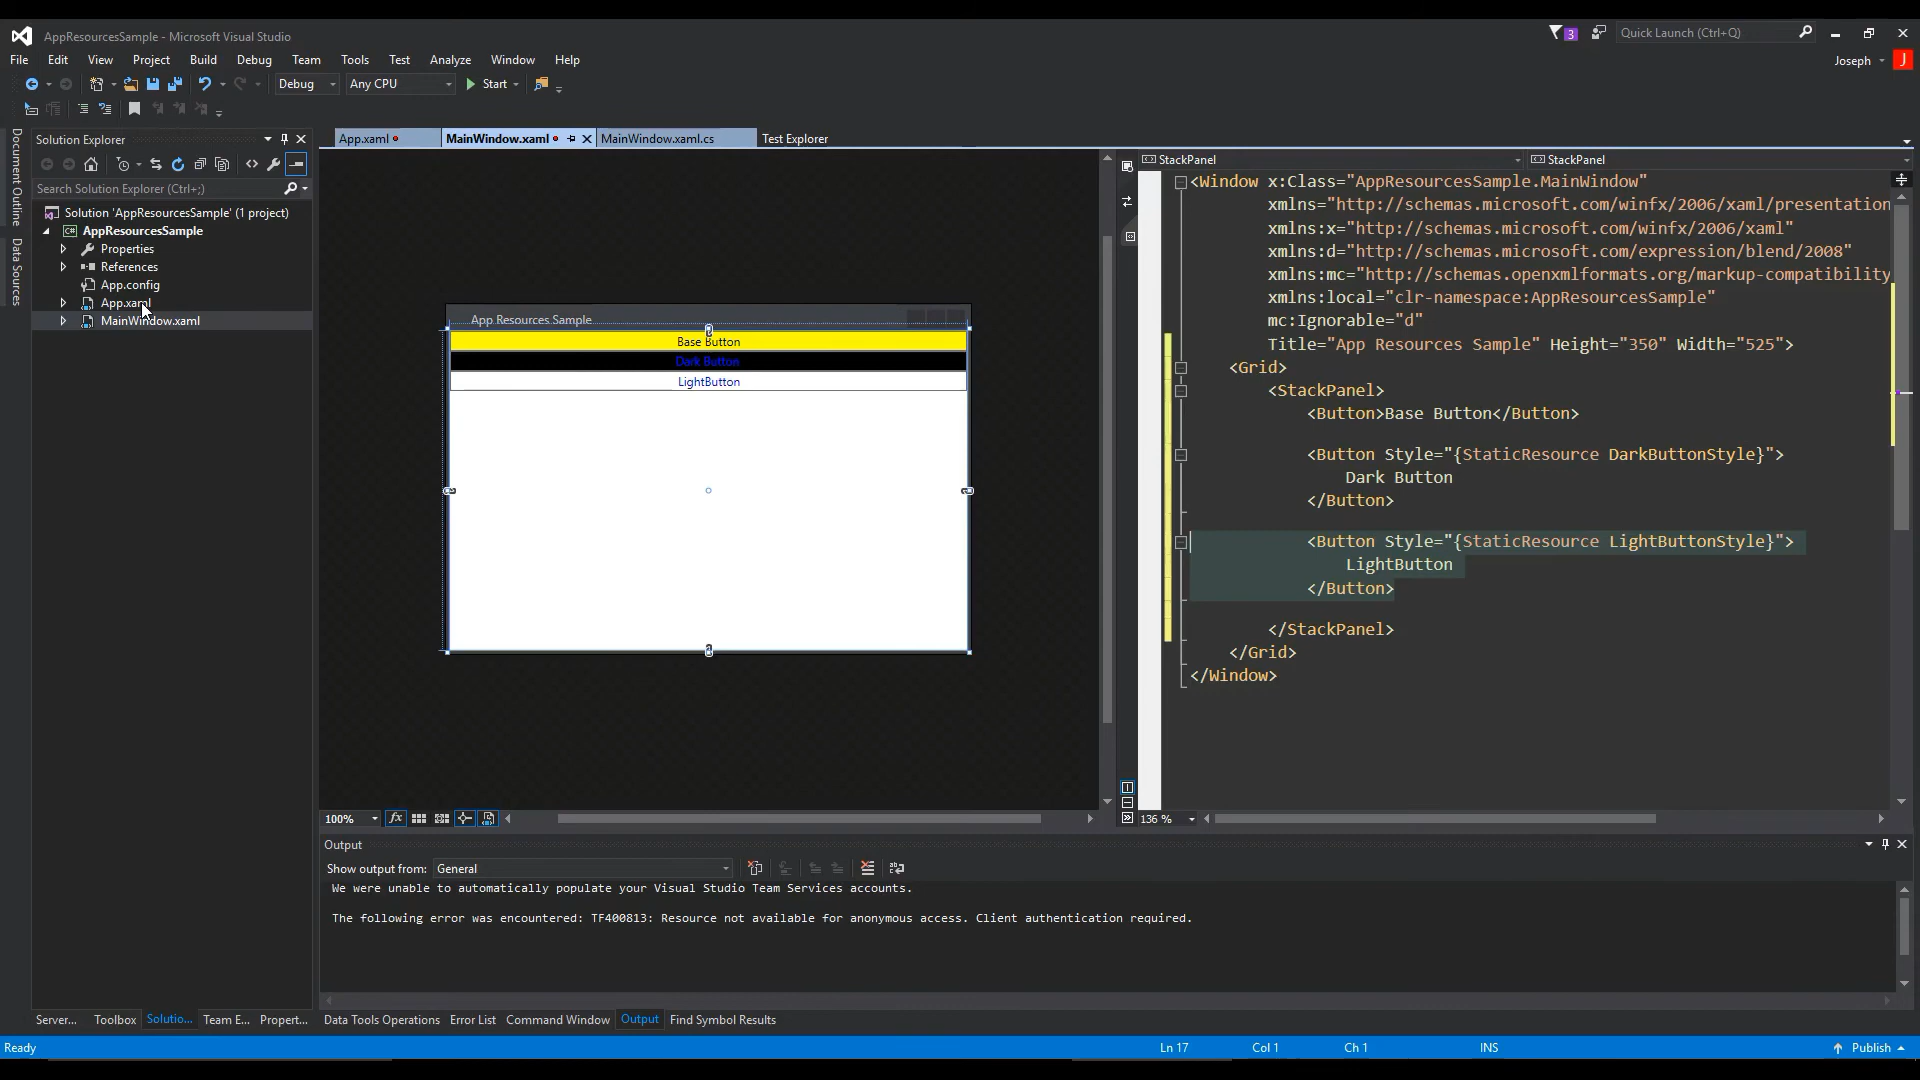 AppResourcesSample - Microsoft Visual Studio
3
Quick Launch (Ctrl+Q)
File Edit View Project Build Debug Team Tools Test Analyze Window Help
Joseph J
Debug Any CPU Start
Document Outline
Data Sources
Solution Explorer
Search Solution Explorer (Ctrl+;)
Solution 'AppResourcesSample' (1 project)
C# AppResourcesSample
Properties
References
App.config
App.xaml
MainWindow.xaml
App.xaml MainWindow.xaml MainWindow.xaml.cs Test Explorer
App Resources Sample
Base Button
Dark Button
LightButton
100%
StackPanel StackPanel
<Window x:Class="AppResourcesSample.MainWindow"
xmlns="http://schemas.microsoft.com/winfx/2006/xaml/presentation
xmlns:x="http://schemas.microsoft.com/winfx/2006/xaml"
xmlns:d="http://schemas.microsoft.com/expression/blend/2008"
xmlns:mc="http://schemas.openxmlformats.org/markup-compatibility
xmlns:local="clr-namespace:AppResourcesSample"
mc:Ignorable="d"
Title="App Resources Sample" Height="350" Width="525">
<Grid>
<StackPanel>
<Button>Base Button</Button>
<Button Style="{StaticResource DarkButtonStyle}">
Dark Button
</Button>
<Button Style="{StaticResource LightButtonStyle}">
LightButton
</Button>
</StackPanel>
</Grid>
</Window>
136 %
Output
Show output from: General
We were unable to automatically populate your Visual Studio Team Services accounts.
The following error was encountered: TF400813: Resource not available for anonymous access. Client authentication required.
Server... Toolbox Solutio... Team E... Propert... Data Tools Operations Error List Command Window Output Find Symbol Results
Ready Ln 17 Col 1 Ch 1 INS Publish